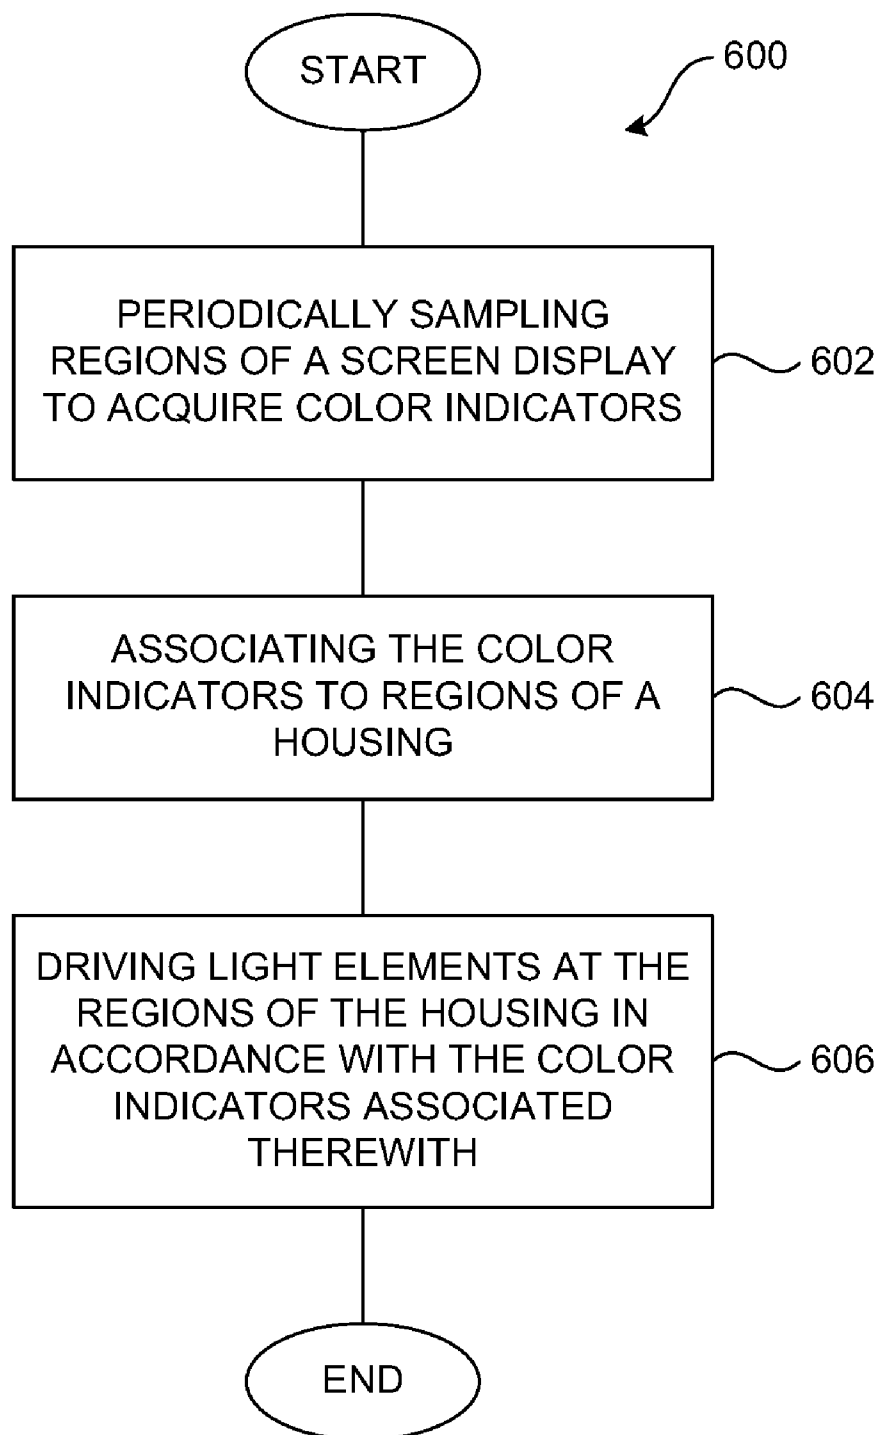 START
600
PERIODICALLY SAMPLING
REGIONS OF A SCREEN DISPLAY
TO ACQUIRE COLOR INDICATORS
602
ASSOCIATING THE COLOR
INDICATORS TO REGIONS OF A
HOUSING
604
DRIVING LIGHT ELEMENTS AT THE
REGIONS OF THE HOUSING IN
ACCORDANCE WITH THE COLOR
INDICATORS ASSOCIATED
THEREWITH
606
END